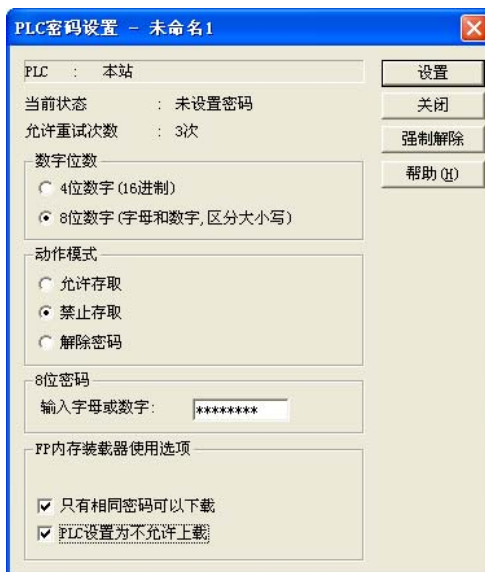 PLC密码设置 - 未命名1
PLC : 本站
设置
当前状态 : 未设置密码
关闭
允许重试次数 : 3次
强制解除
数字位数
帮助(H)
4位数字(16进制)
8位数字(字母和数字,区分大小写)
动作模式
允许存取
禁止存取
解除密码
8位密码
输入字母或数字: ********
FP内存装载器使用选项
只有相同密码可以下载
PLC设置为不允许上载